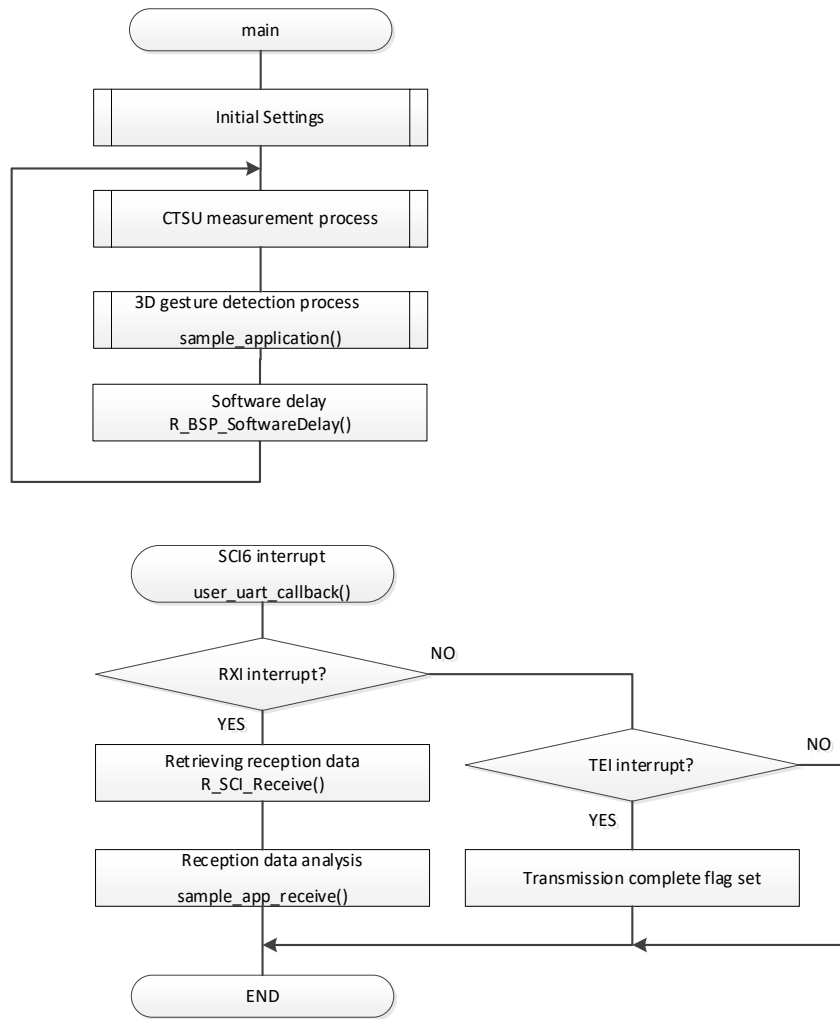 main
Initial Settings
CTSU measurement process
3D gesture detection process
sample_application()
Software delay
R_BSP_SoftwareDelay()
SCI6 interrupt
user_uart_callback()
RXI interrupt?
NO
YES
Retrieving reception data
R_SCI_Receive()
Reception data analysis
sample_app_receive()
TEI interrupt?
NO
YES
Transmission complete flag set
END